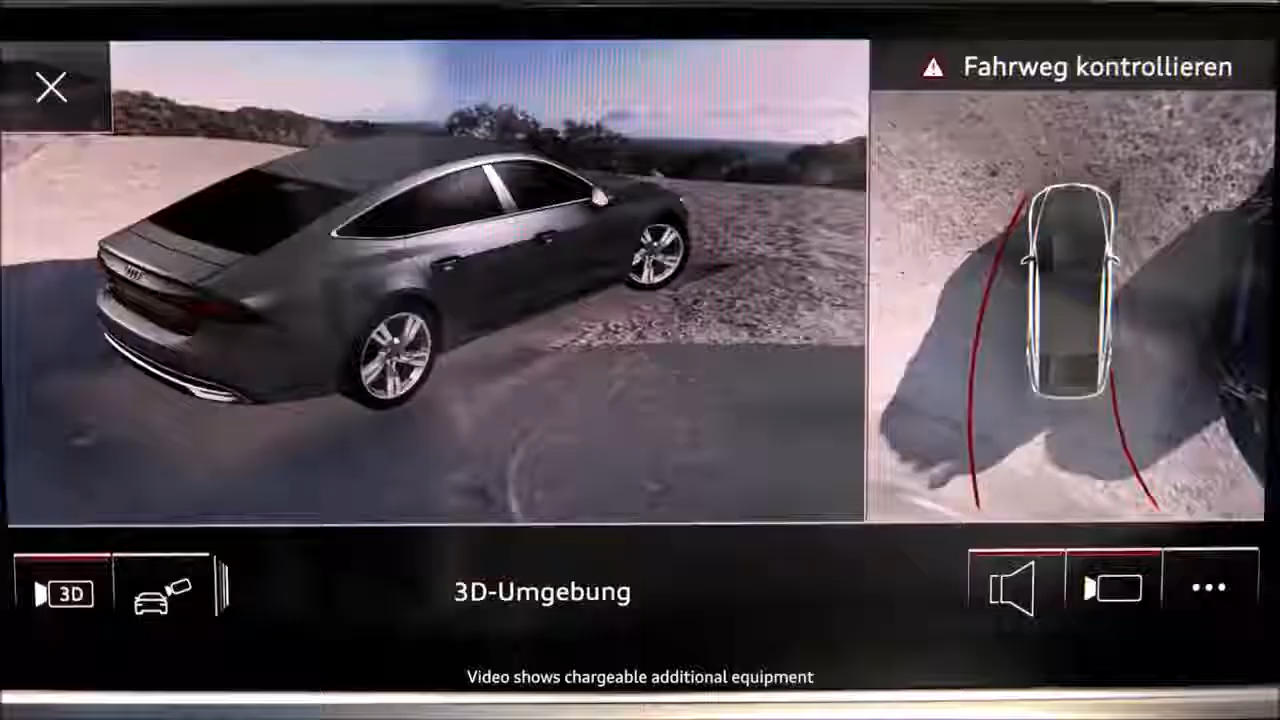 Fahrweg kontrollieren
3D
3D-Umgebung
Video shows chargeable additional equipment